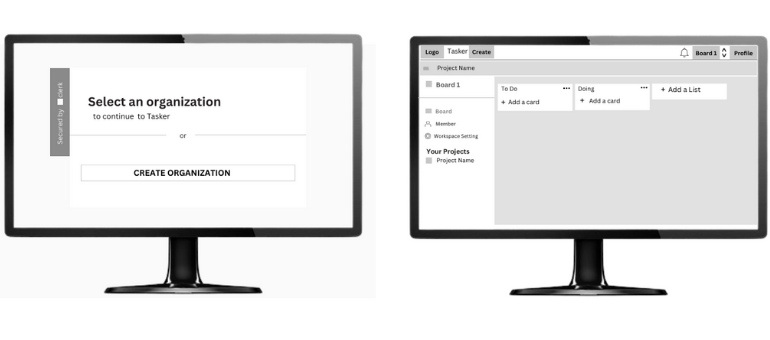 Secured by clerk
Select an organization
to continue to Tasker
or
CREATE ORGANIZATION
Logo Tasker Create Board 1 Profile
Project Name
Board 1
Board
Member
Workspace Setting
Your Projects
Project Name
To Do •••
+ Add a card
Doing •••
+ Add a card
+ Add a List